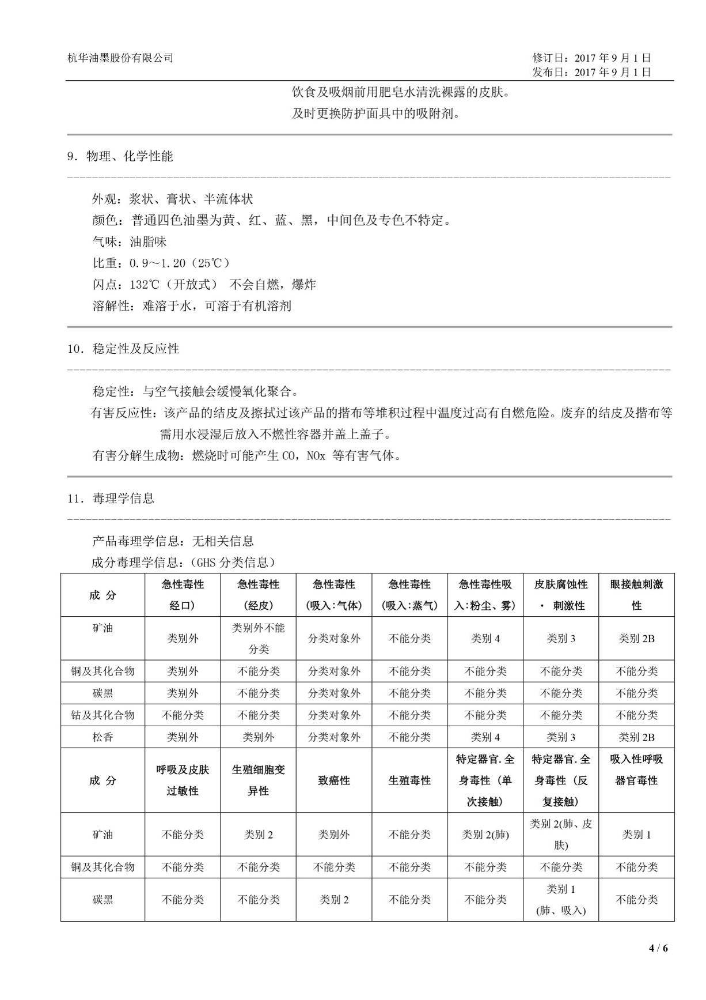 杭华油墨股份有限公司 修订日：2017 年 9 月 1 日
发布日：2017 年 9 月 1 日
饮食及吸烟前用肥皂水清洗裸露的皮肤。
及时更换防护面具中的吸附剂。
9．物理、化学性能
外观：浆状、膏状、半流体状
颜色：普通四色油墨为黄、红、蓝、黑，中间色及专色不特定。
气味：油脂味
比重：0.9～1.20（25℃）
闪点：132℃（开放式） 不会自燃，爆炸
溶解性：难溶于水，可溶于有机溶剂
10．稳定性及反应性
稳定性：与空气接触会缓慢氧化聚合。
有害反应性：该产品的结皮及擦拭过该产品的揩布等堆积过程中温度过高有自燃危险。废弃的结皮及揩布等
需用水浸湿后放入不燃性容器并盖上盖子。
有害分解生成物：燃烧时可能产生 CO，NOx 等有害气体。
11．毒理学信息
产品毒理学信息：无相关信息
成分毒理学信息：（GHS 分类信息）
成 分 急性毒性 急性毒性 急性毒性 急性毒性 急性毒性吸 皮肤腐蚀性 眼接触刺激
经口） （经皮） （吸入：气体） （吸入：蒸气） 入：粉尘、雾） · 刺激性 性
矿油 类别外 类别外不能 分类对象外 不能分类 类别 4 类别 3 类别 2B
分类
铜及其化合物 类别外 不能分类 分类对象外 不能分类 不能分类 不能分类 不能分类
碳黑 类别外 不能分类 分类对象外 不能分类 不能分类 不能分类 不能分类
钴及其化合物 不能分类 不能分类 分类对象外 不能分类 不能分类 不能分类 不能分类
松香 类别外 类别外 分类对象外 不能分类 类别 4 类别 3 类别 2B
成 分 呼吸及皮肤 生殖细胞变 致癌性 生殖毒性 特定器官.全 特定器官.全 吸入性呼吸
过敏性 异性 身毒性（单 身毒性（反 器官毒性
次接触） 复接触）
矿油 不能分类 类别 2 类别外 不能分类 类别 2(肺) 类别 2(肺、皮 类别 1
肤)
铜及其化合物 不能分类 不能分类 不能分类 不能分类 不能分类 不能分类 不能分类
碳黑 不能分类 不能分类 类别 2 不能分类 不能分类 类别 1 不能分类
(肺、吸入)
4 / 6